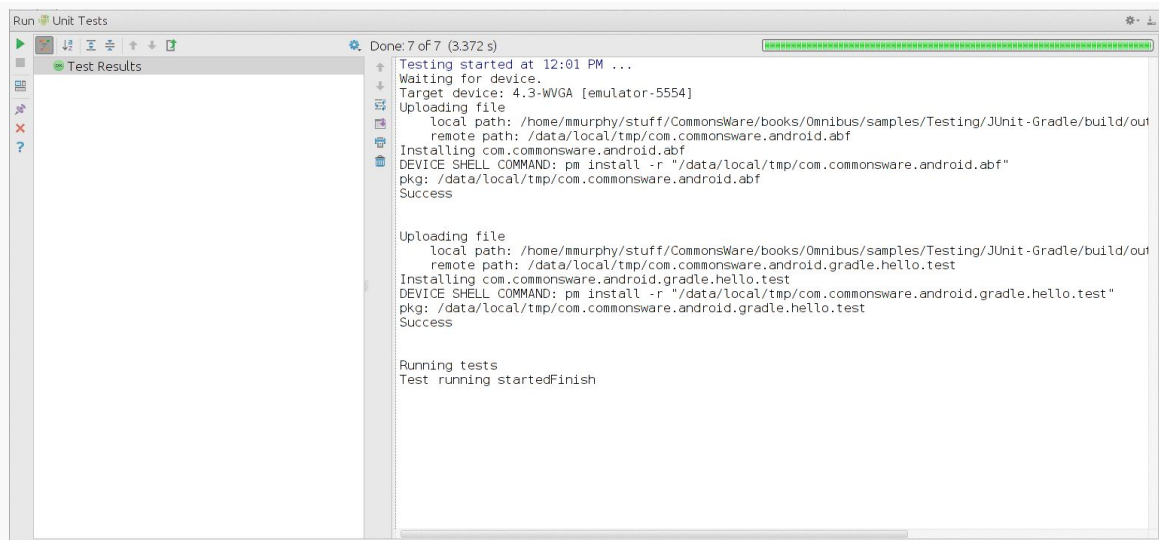 Run Unit Tests
Done: 7 of 7 (3.372 s)
Test Results
Testing started at 12:01 PM ...
Waiting for device.
Target device: 4.3-WVGA [emulator-5554]
Uploading file
local path: /home/mmurphy/stuff/CommonsWare/books/Omnibus/samples/Testing/JUnit-Gradle/build/out
remote path: /data/local/tmp/com.commonsware.android.abf
Installing com.commonsware.android.abf
DEVICE SHELL COMMAND: pm install -r "/data/local/tmp/com.commonsware.android.abf"
pkg: /data/local/tmp/com.commonsware.android.abf
Success
Uploading file
local path: /home/mmurphy/stuff/CommonsWare/books/Omnibus/samples/Testing/JUnit-Gradle/build/out
remote path: /data/local/tmp/com.commonsware.android.gradle.hello.test
Installing com.commonsware.android.gradle.hello.test
DEVICE SHELL COMMAND: pm install -r "/data/local/tmp/com.commonsware.android.gradle.hello.test"
pkg: /data/local/tmp/com.commonsware.android.gradle.hello.test
Success
Running tests
Test running startedFinish